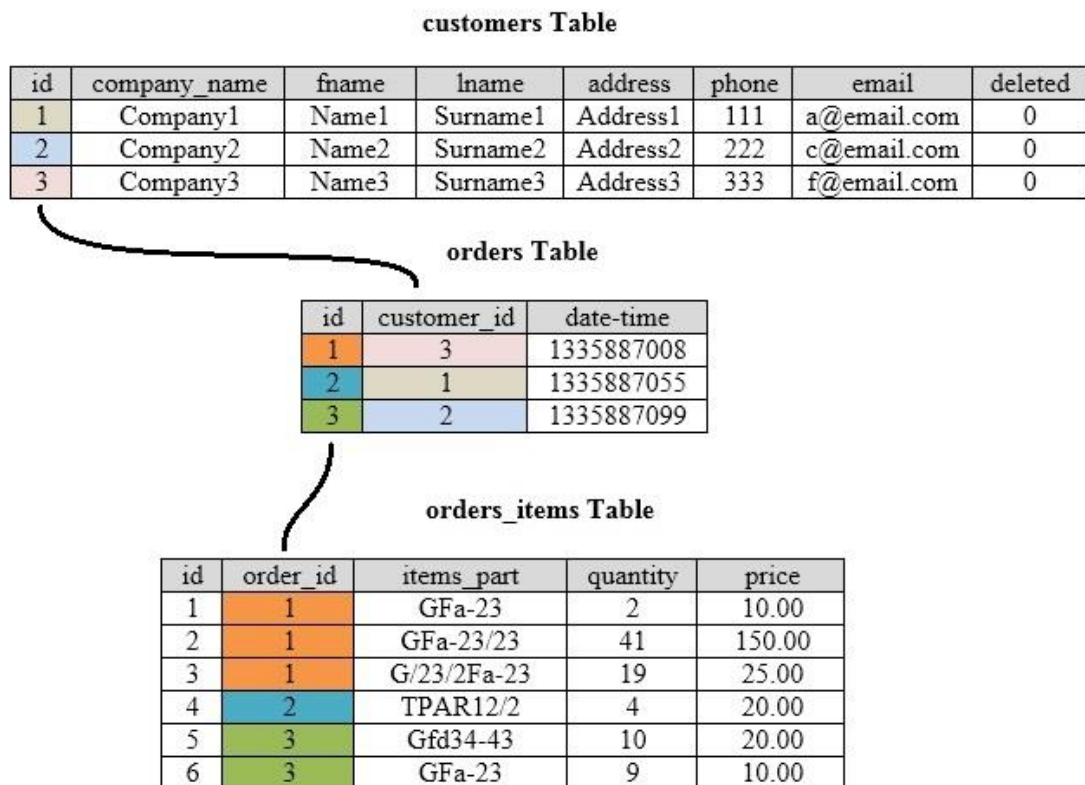 customers Table
id company_name fname lname address phone email deleted
1 Company1 Name1 Surname1 Address1 111 a@email.com 0
2 Company2 Name2 Surname2 Address2 222 c@email.com 0
3 Company3 Name3 Surname3 Address3 333 f@email.com 0
orders Table
id customer_id date-time
1 3 1335887008
2 1 1335887055
3 2 1335887099
orders_items Table
id order_id items_part quantity price
1 1 GFa-23 2 10.00
2 1 GFa-23/23 41 150.00
3 1 G/23/2Fa-23 19 25.00
4 2 TPAR12/2 4 20.00
5 3 Gfd34-43 10 20.00
6 3 GFa-23 9 10.00